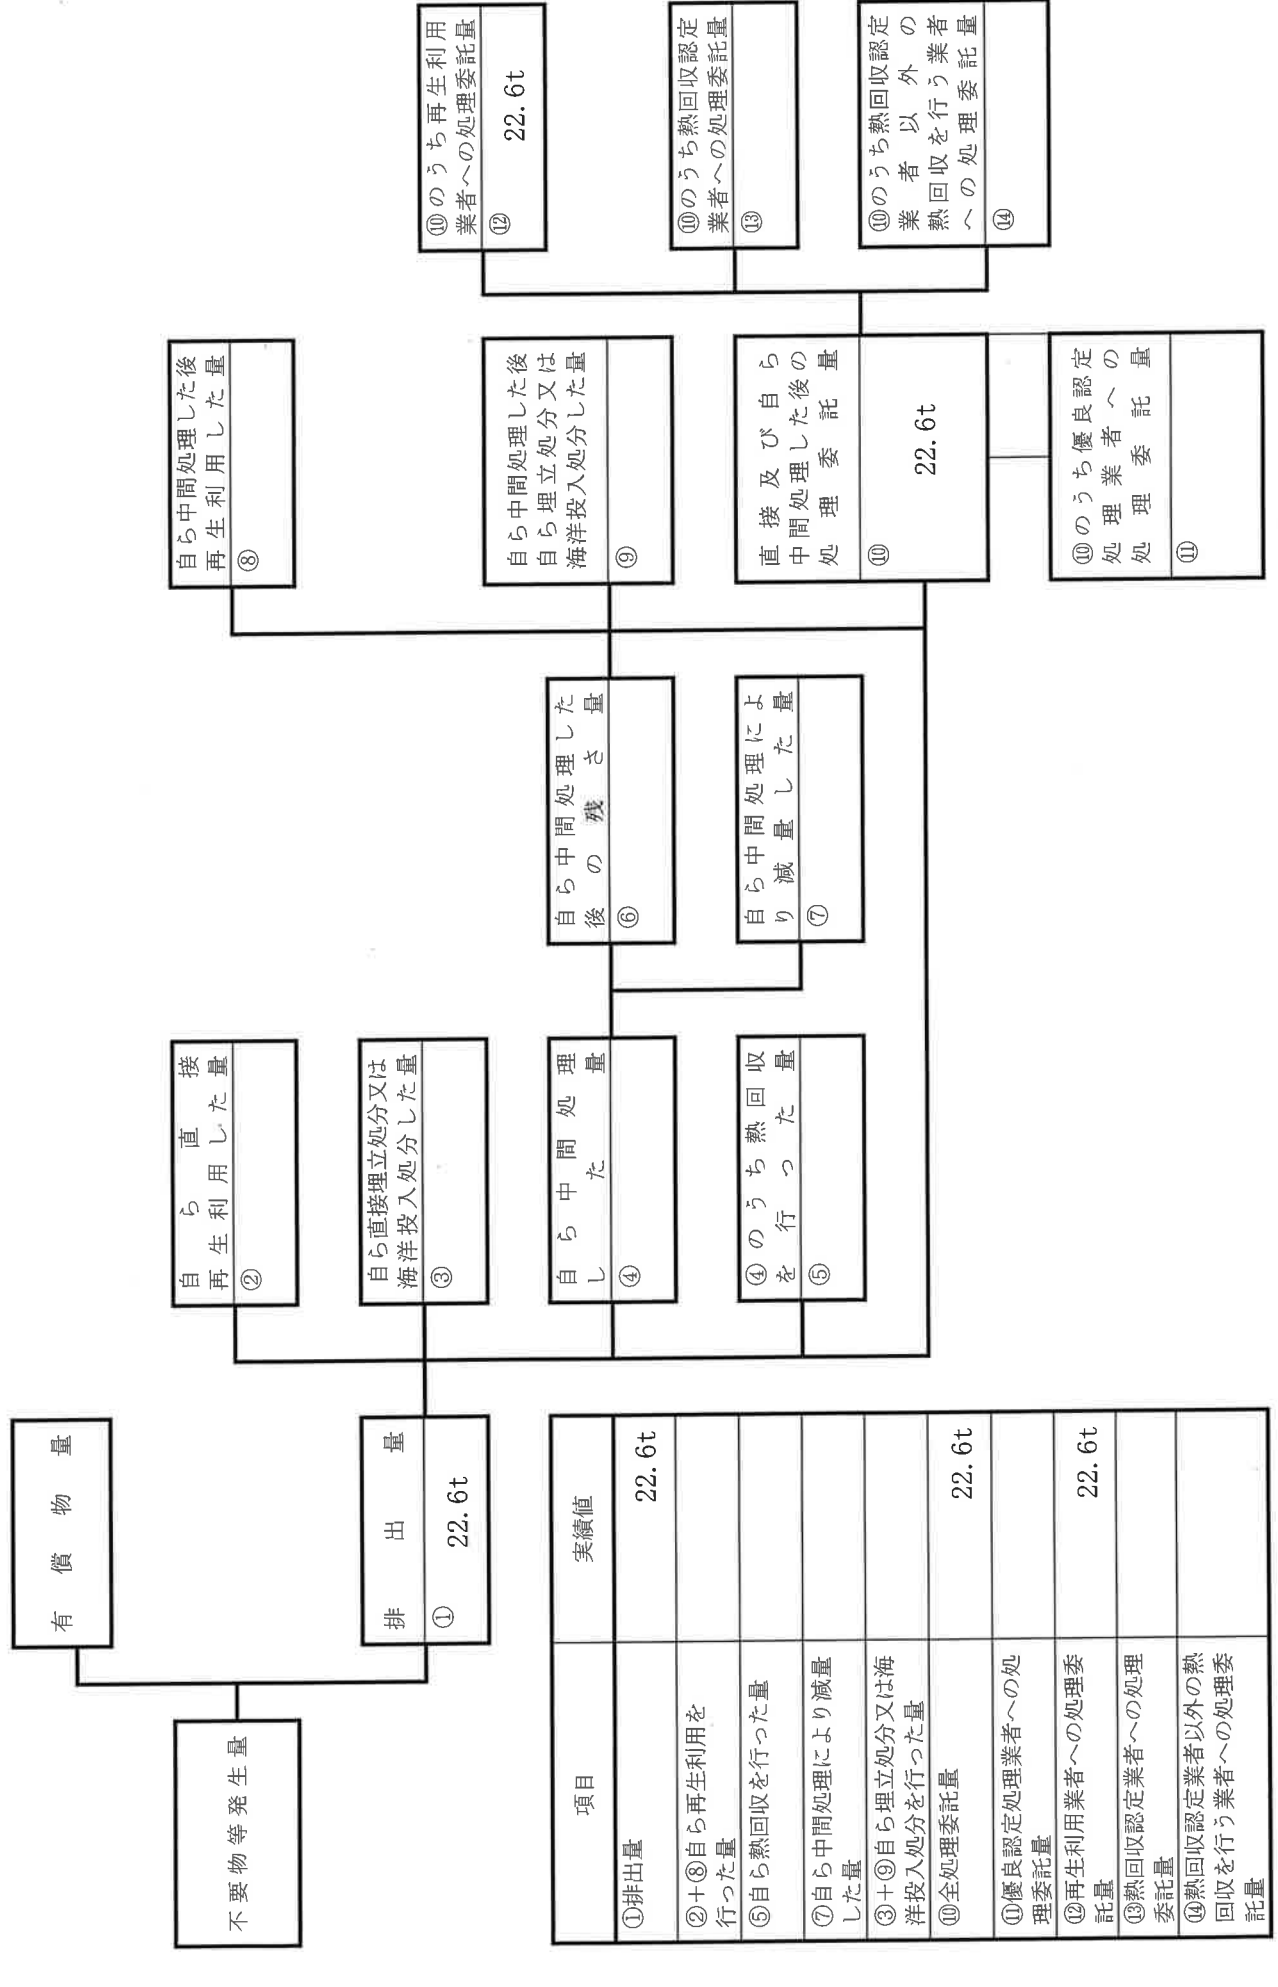 不要物等発生量
有償物量
排出量
①
22.6t
自ら直接
再生利用した量
②
自ら直接埋立処分又は
海洋投入処分した量
③
自ら中間処理
した量
④
④のうち熱回収
を行った量
⑤
自ら中間処理した
後の残さ量
⑥
自ら中間処理によ
り減量した量
⑦
自ら中間処理した後
再生利用した量
⑧
自ら中間処理した後
自ら埋立処分又は
海洋投入処分した量
⑨
直接及び自ら
中間処理した後の
処理委託量
⑩
22.6t
⑩のうち優良認定
処理業者への
処理委託量
⑪
⑩のうち再生利用
業者への処理委託量
⑫
22.6t
⑩のうち熱回収認定
業者への処理委託量
⑬
⑩のうち熱回収認定
業者以外の
熱回収を行う業者
への処理委託量
⑭
項目 実績値
①排出量 22.6t
②+⑧自ら再生利用を
行った量
⑤自ら熱回収を行った量
⑦自ら中間処理により減量
した量
③+⑨自ら埋立処分又は海
洋投入処分を行った量
⑩全処理委託量 22.6t
⑪優良認定処理業者への処
理委託量
⑫再生利用業者への処理委
託量 22.6t
⑬熱回収認定業者への処理
委託量
⑭熱回収認定業者以外の熱
回収を行う業者への処理委
託量